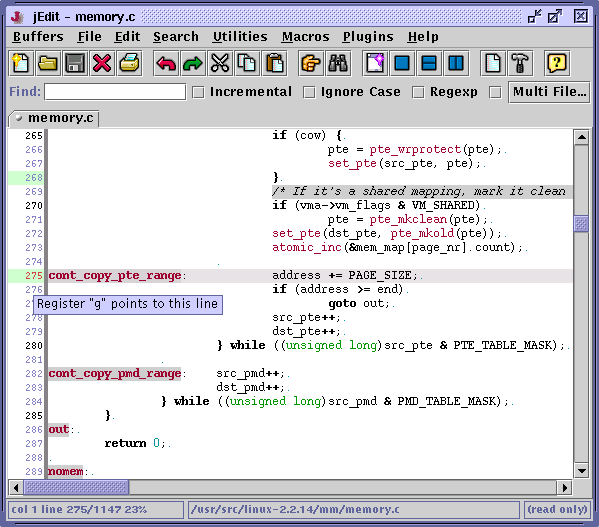 jEdit - memory.c
Buffers File Edit Search Utilities Macros Plugins Help
Find: Incremental Ignore Case Regexp Multi File...
memory.c
265 if (cow) {.
266 pte = pte_wrprotect(pte);.
267 set_pte(src_pte, pte);.
268 }.
269 /* If it's a shared mapping, mark it clean
270 if (vma->vm_flags & VM_SHARED).
271 pte = pte_mkclean(pte);.
272 set_pte(dst_pte, pte_mkold(pte));.
273 atomic_inc(&mem_map[page_nr].count);.
274 .
275 cont_copy_pte_range: address += PAGE_SIZE;.
276 if (address >= end).
Register "g" points to this line
goto out;.
278 src_pte++;.
279 dst_pte++;.
280 } while ((unsigned long)src_pte & PTE_TABLE_MASK);.
281 .
282 cont_copy_pmd_range: src_pmd++;.
283 dst_pmd++;.
284 } while ((unsigned long)src_pmd & PMD_TABLE_MASK);.
285 }.
286 out:.
287 return 0;.
288 .
289 nomem:.
col 1 line 275/1147 23% /usr/src/linux-2.2.14/mm/memory.c (read only)